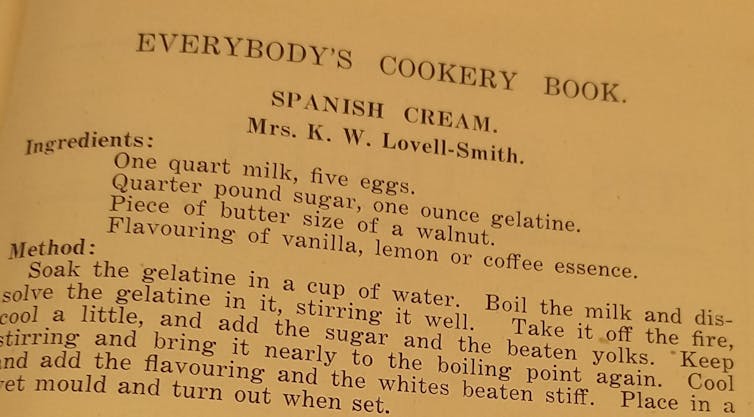 EVERYBODY'S COOKERY BOOK.
SPANISH CREAM.
Mrs. K. W. Lovell-Smith.
Ingredients:
One quart milk, five eggs.
Quarter pound sugar, one ounce gelatine.
Piece of butter size of a walnut.
Flavouring of vanilla, lemon or coffee essence.
Method:
Soak the gelatine in a cup of water. Boil the milk and dis-
solve the gelatine in it, stirring it well. Take it off the fire,
cool a little, and add the sugar and the beaten yolks. Keep
stirring and bring it nearly to the boiling point again. Cool
and add the flavouring and the whites beaten stiff. Place in a
wet mould and turn out when set.